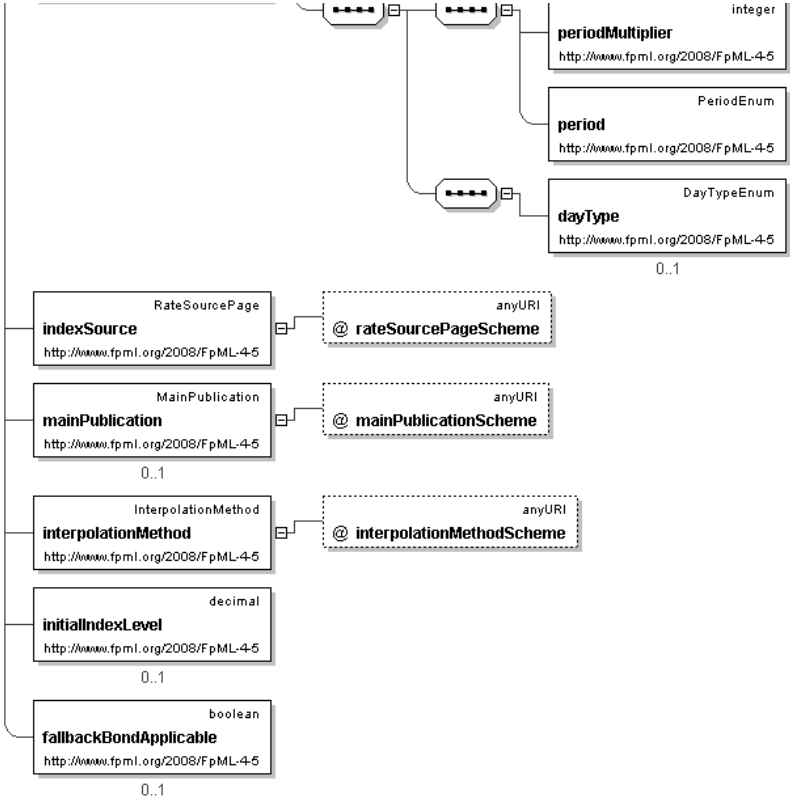 integer
periodMultiplier
http://www.fpml.org/2008/FpML-4-5
PeriodEnum
period
http://www.fpml.org/2008/FpML-4-5
DayTypeEnum
dayType
http://www.fpml.org/2008/FpML-4-5
0..1
RateSourcePage
indexSource
http://www.fpml.org/2008/FpML-4-5
anyURI
@ rateSourcePageScheme
MainPublication
mainPublication
http://www.fpml.org/2008/FpML-4-5
0..1
anyURI
@ mainPublicationScheme
InterpolationMethod
interpolationMethod
http://www.fpml.org/2008/FpML-4-5
anyURI
@ interpolationMethodScheme
decimal
initialIndexLevel
http://www.fpml.org/2008/FpML-4-5
0..1
boolean
fallbackBondApplicable
http://www.fpml.org/2008/FpML-4-5
0..1